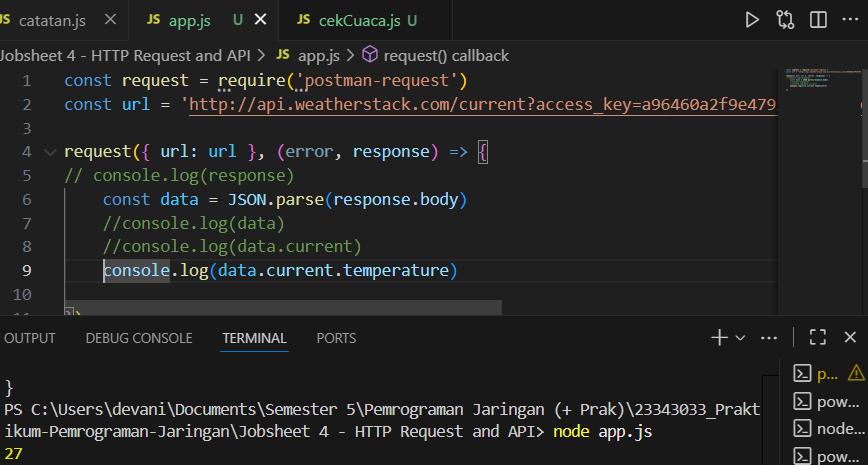 JS catatan.js
JS app.js U
JS cekCuaca.js U
Jobsheet 4 - HTTP Request and API > JS app.js > request() callback
1 const request = require('postman-request')
2 const url = 'http://api.weatherstack.com/current?access_key=a96460a2f9e479
3
4 request({ url: url }, (error, response) => {
5 // console.log(response)
6 const data = JSON.parse(response.body)
7 //console.log(data)
8 //console.log(data.current)
9 console.log(data.current.temperature)
10
11 })
OUTPUT DEBUG CONSOLE TERMINAL PORTS
}
PS C:\Users\devani\Documents\Semester 5\Pemrograman Jaringan (+ Prak)\23343033_Prakt
ikum-Pemrograman-Jaringan\Jobsheet 4 - HTTP Request and API> node app.js
27
p...
pow...
node...
pow...